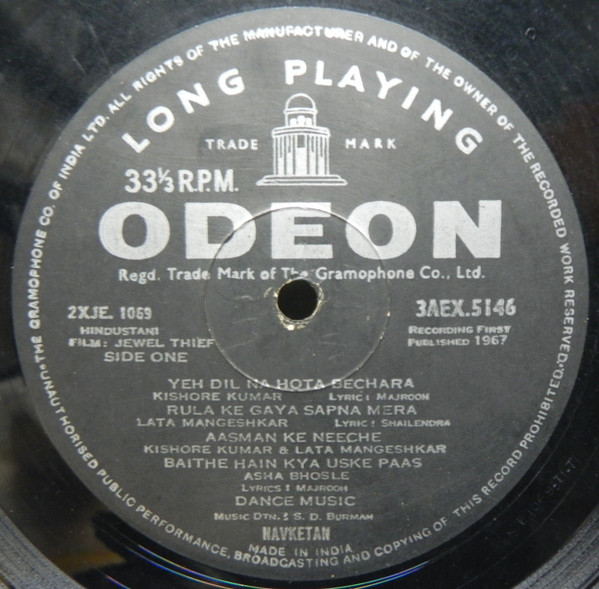 "THE GRAMOPHONE CO. OF INDIA LTD. ALL RIGHTS OF THE MANUFACTURER AND OF THE OWNER OF THE RECORDED WORK RESERVED."
LONG PLAYING
TRADE MARK
33⅓ R.P.M.
ODEON
Regd. Trade Mark of The Gramophone Co., Ltd.
2XJE. 1069 3AEX.5146
HINDUSTANI RECORDING FIRST
FILM: JEWEL THIEF PUBLISHED 1967
SIDE ONE
YEH DIL NA HOTA BECHARA
KISHORE KUMAR LYRIC: MAJROOH
RULA KE GAYA SAPNA MERA
LATA MANGESHKAR LYRIC: SHAILENDRA
AASMAN KE NEECHE
KISHORE KUMAR & LATA MANGESHKAR
BAITHE HAIN KYA USKE PAAS
ASHA BHOSLE
LYRICS: MAJROOH
DANCE MUSIC
MUSIC DTN.: S. D. BURMAN
NAVKETAN
MADE IN INDIA
"UNAUTHORISED PUBLIC PERFORMANCE, BROADCASTING AND COPYING OF THIS RECORD PROHIBITED."